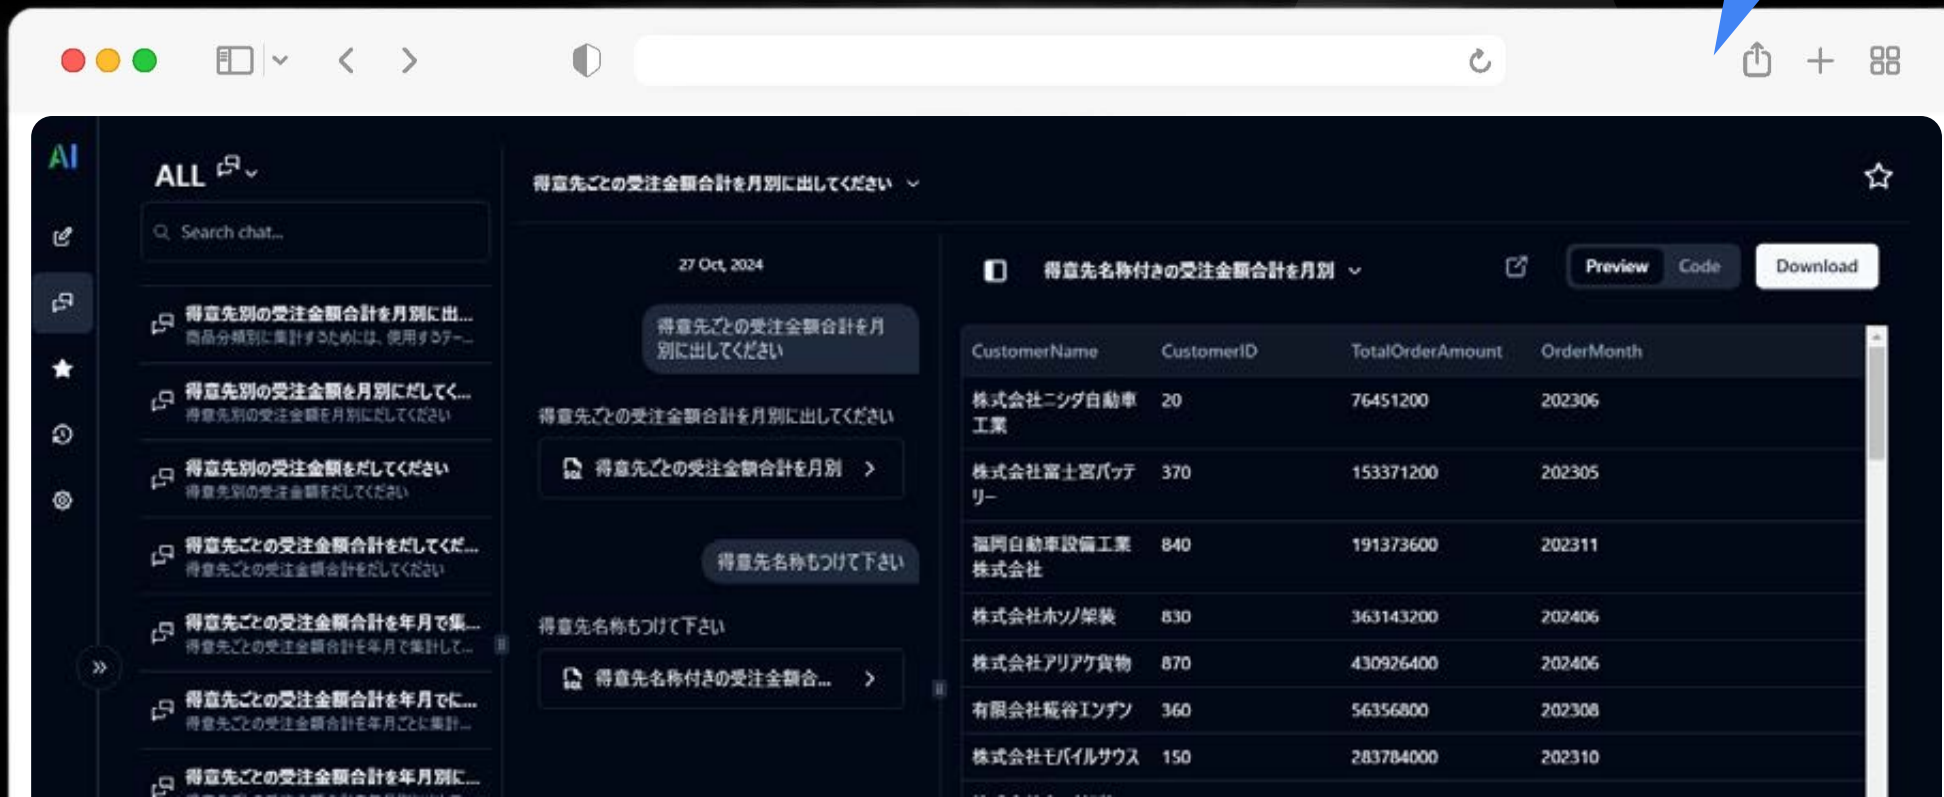 AI
ALL
Search chat...
得意先別の受注金額合計を月別に出...
商品分類別に集計するためには、使用するテー...
得意先別の受注金額を月別にだしてく...
得意先別の受注金額を月別にだしてください
得意先別の受注金額をだしてください
得意先別の受注金額をだしてください
得意先ごとの受注金額合計をだしてくだ...
得意先ごとの受注金額合計をだしてください
得意先ごとの受注金額合計を年月で集...
得意先ごとの受注金額合計を年月で集計して...
得意先ごとの受注金額合計を年月でに...
得意先ごとの受注金額合計を年月ごとに集計...
得意先ごとの受注金額合計を年月別に...
得意先ごとの受注金額合計を月別に出してください
27 Oct, 2024
得意先ごとの受注金額合計を月
別に出してください
得意先ごとの受注金額合計を月別に出してください
SQL 得意先ごとの受注金額合計を月別
得意先名称もつけて下さい
得意先名称もつけて下さい
SQL 得意先名称付きの受注金額合...
得意先名称付きの受注金額合計を月別
Preview Code Download
CustomerName CustomerID TotalOrderAmount OrderMonth
株式会社ニシダ自動車 20 76451200 202306
工業
株式会社富士宮バッテ 370 153371200 202305
リー
福岡自動車設備工業 840 191373600 202311
株式会社
株式会社ホソノ架装 830 363143200 202406
株式会社アリアケ貨物 870 430926400 202406
有限会社糀谷エンデン 360 56356800 202308
株式会社モバイルサウス 150 283784000 202310